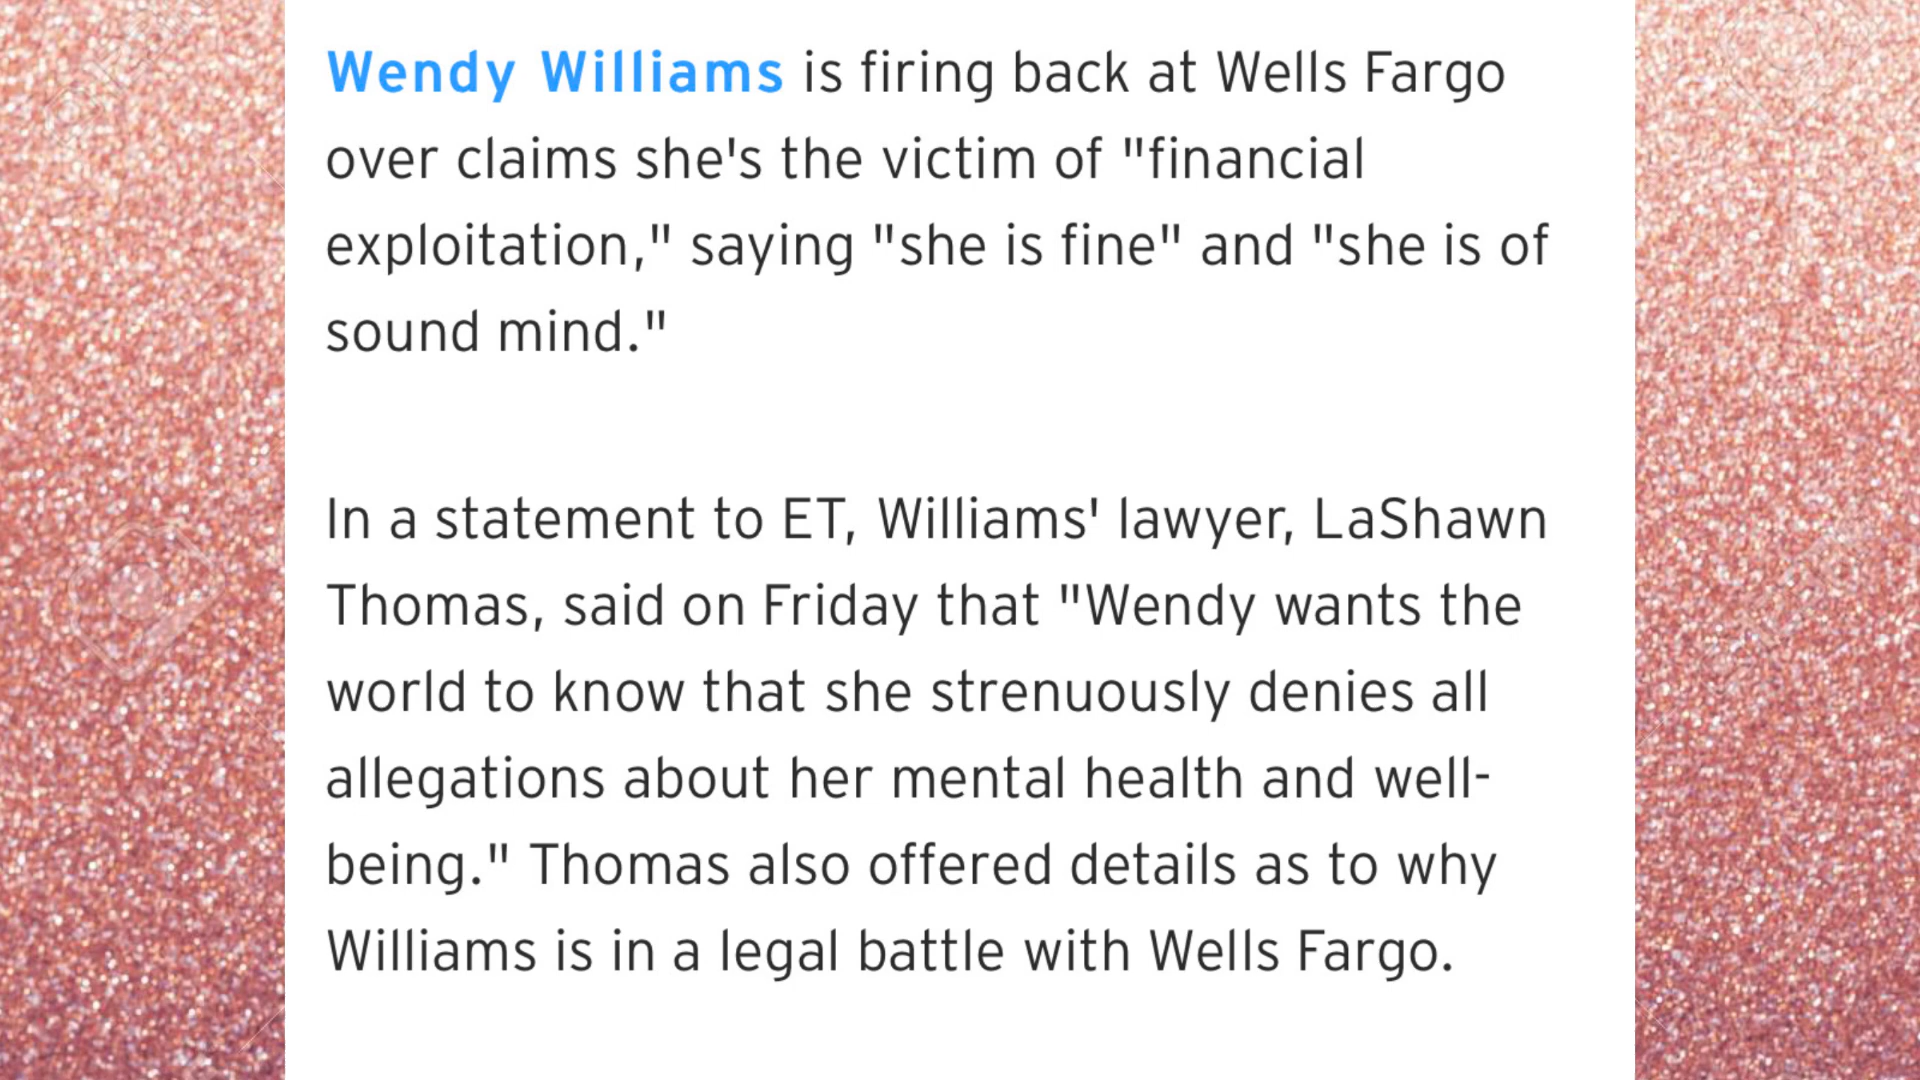 Wendy Williams is firing back at Wells Fargo
over claims she's the victim of "financial
exploitation," saying "she is fine" and "she is of
sound mind."
In a statement to ET, Williams' lawyer, LaShawn
Thomas, said on Friday that "Wendy wants the
world to know that she strenuously denies all
allegations about her mental health and well-
being." Thomas also offered details as to why
Williams is in a legal battle with Wells Fargo.